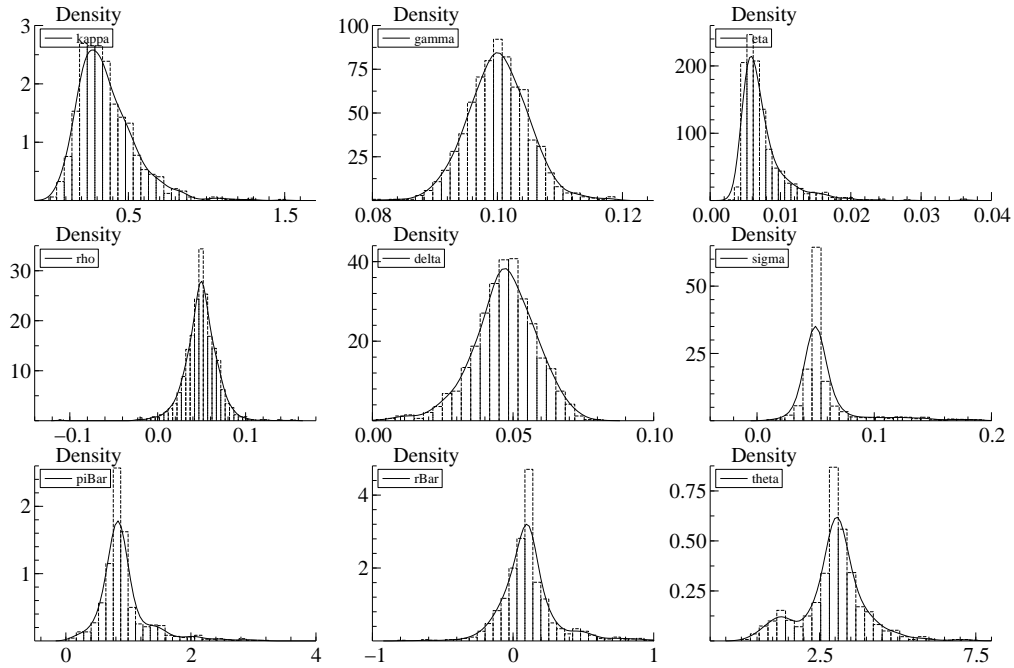 Density Density Density
kappa gamma eta
3 100
2 75 200
1 50 100
25
0.5 1.5 0.08 0.10 0.12 0.00 0.01 0.02 0.03 0.04
Density Density Density
rho delta sigma
30 40 60
20 20 35
10 15
−0.1 0.0 0.1 0.00 0.05 0.10 0.0 0.1 0.2
Density Density Density
piBar rBar theta
2 4 0.75
1 2 0.50
0.25
0 2 4 −1 0 1 2.5 7.5